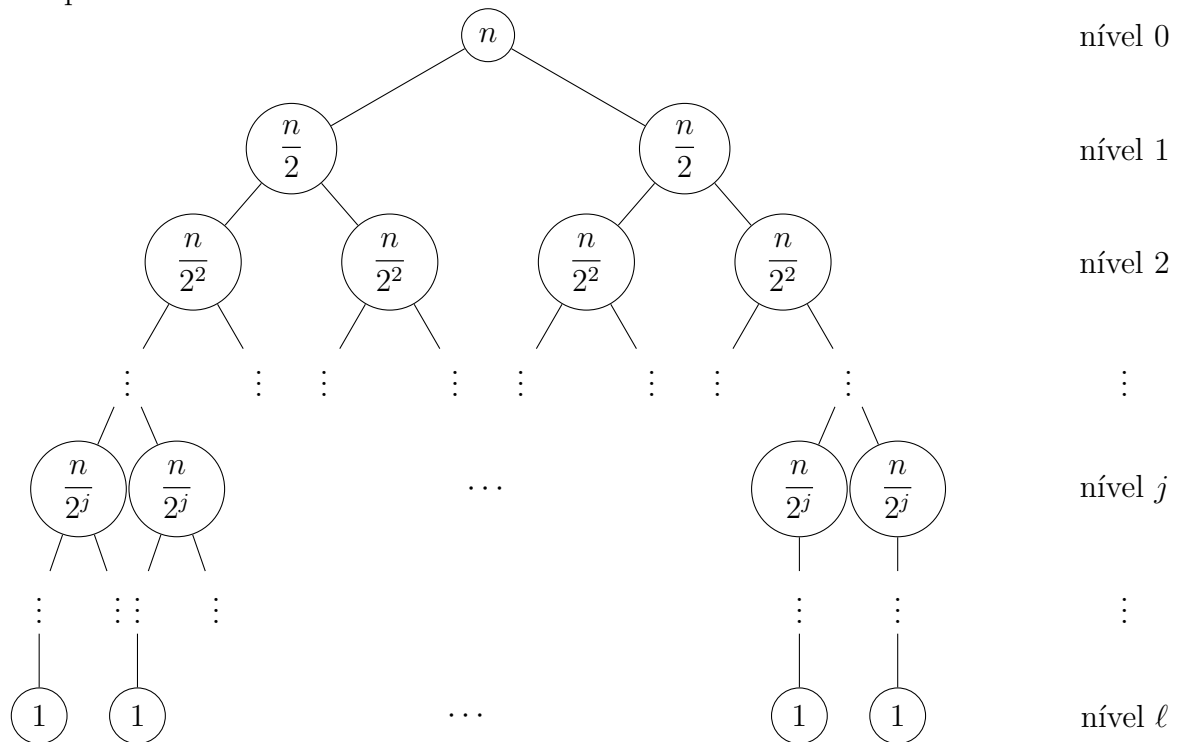 n nível 0
n/2 n/2 nível 1
n/2² n/2² n/2² n/2² nível 2
⋮ ⋮ ⋮ ⋮ ⋮ ⋮ ⋮ ⋮ ⋮
n/2ʲ n/2ʲ ⋯ n/2ʲ n/2ʲ nível j
⋮ ⋮ ⋮ ⋮ ⋮ ⋮ ⋮
1 1 ⋯ 1 1 nível ℓ